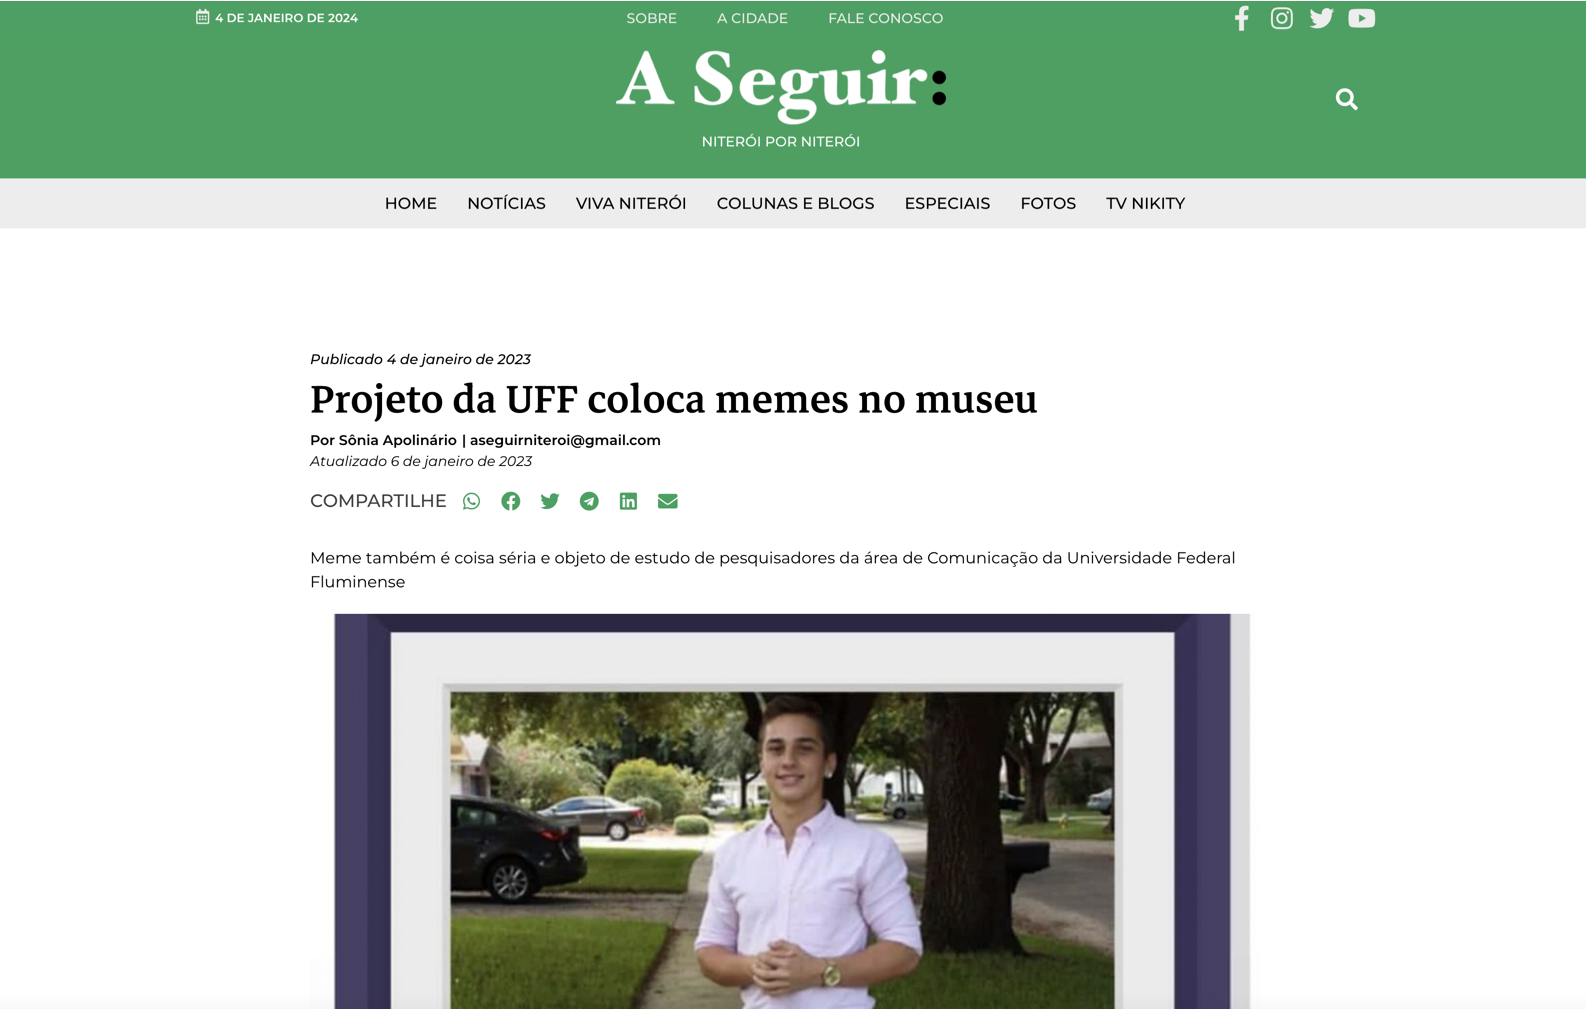 4 DE JANEIRO DE 2024
SOBRE
A CIDADE
FALE CONOSCO
A Seguir:
NITERÓI POR NITERÓI
HOME NOTÍCIAS VIVA NITERÓI COLUNAS E BLOGS ESPECIAIS FOTOS TV NIKITY
Publicado 4 de janeiro de 2023
Projeto da UFF coloca memes no museu
Por Sônia Apolinário | aseguirniteroi@gmail.com
Atualizado 6 de janeiro de 2023
COMPARTILHE
Meme também é coisa séria e objeto de estudo de pesquisadores da área de Comunicação da Universidade Federal
Fluminense